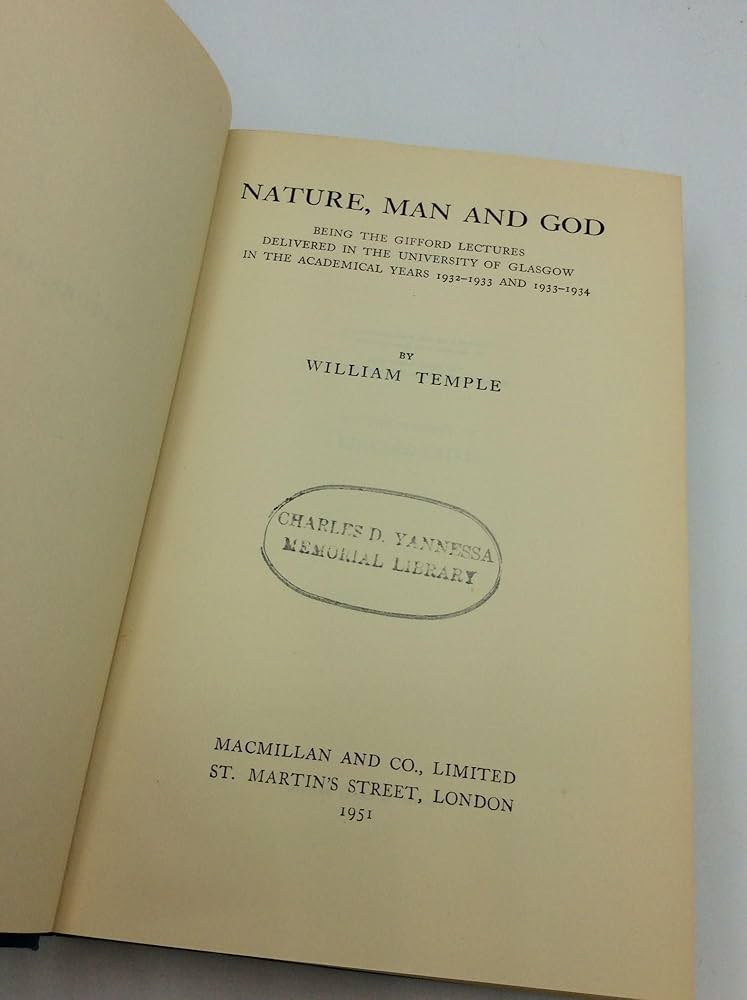 NATURE, MAN AND GOD
BEING THE GIFFORD LECTURES
DELIVERED IN THE UNIVERSITY OF GLASGOW
IN THE ACADEMICAL YEARS 1932–1933 AND 1933–1934
BY
WILLIAM TEMPLE
CHARLES D. YANNESSA
MEMORIAL LIBRARY
MACMILLAN AND CO., LIMITED
ST. MARTIN'S STREET, LONDON
1951